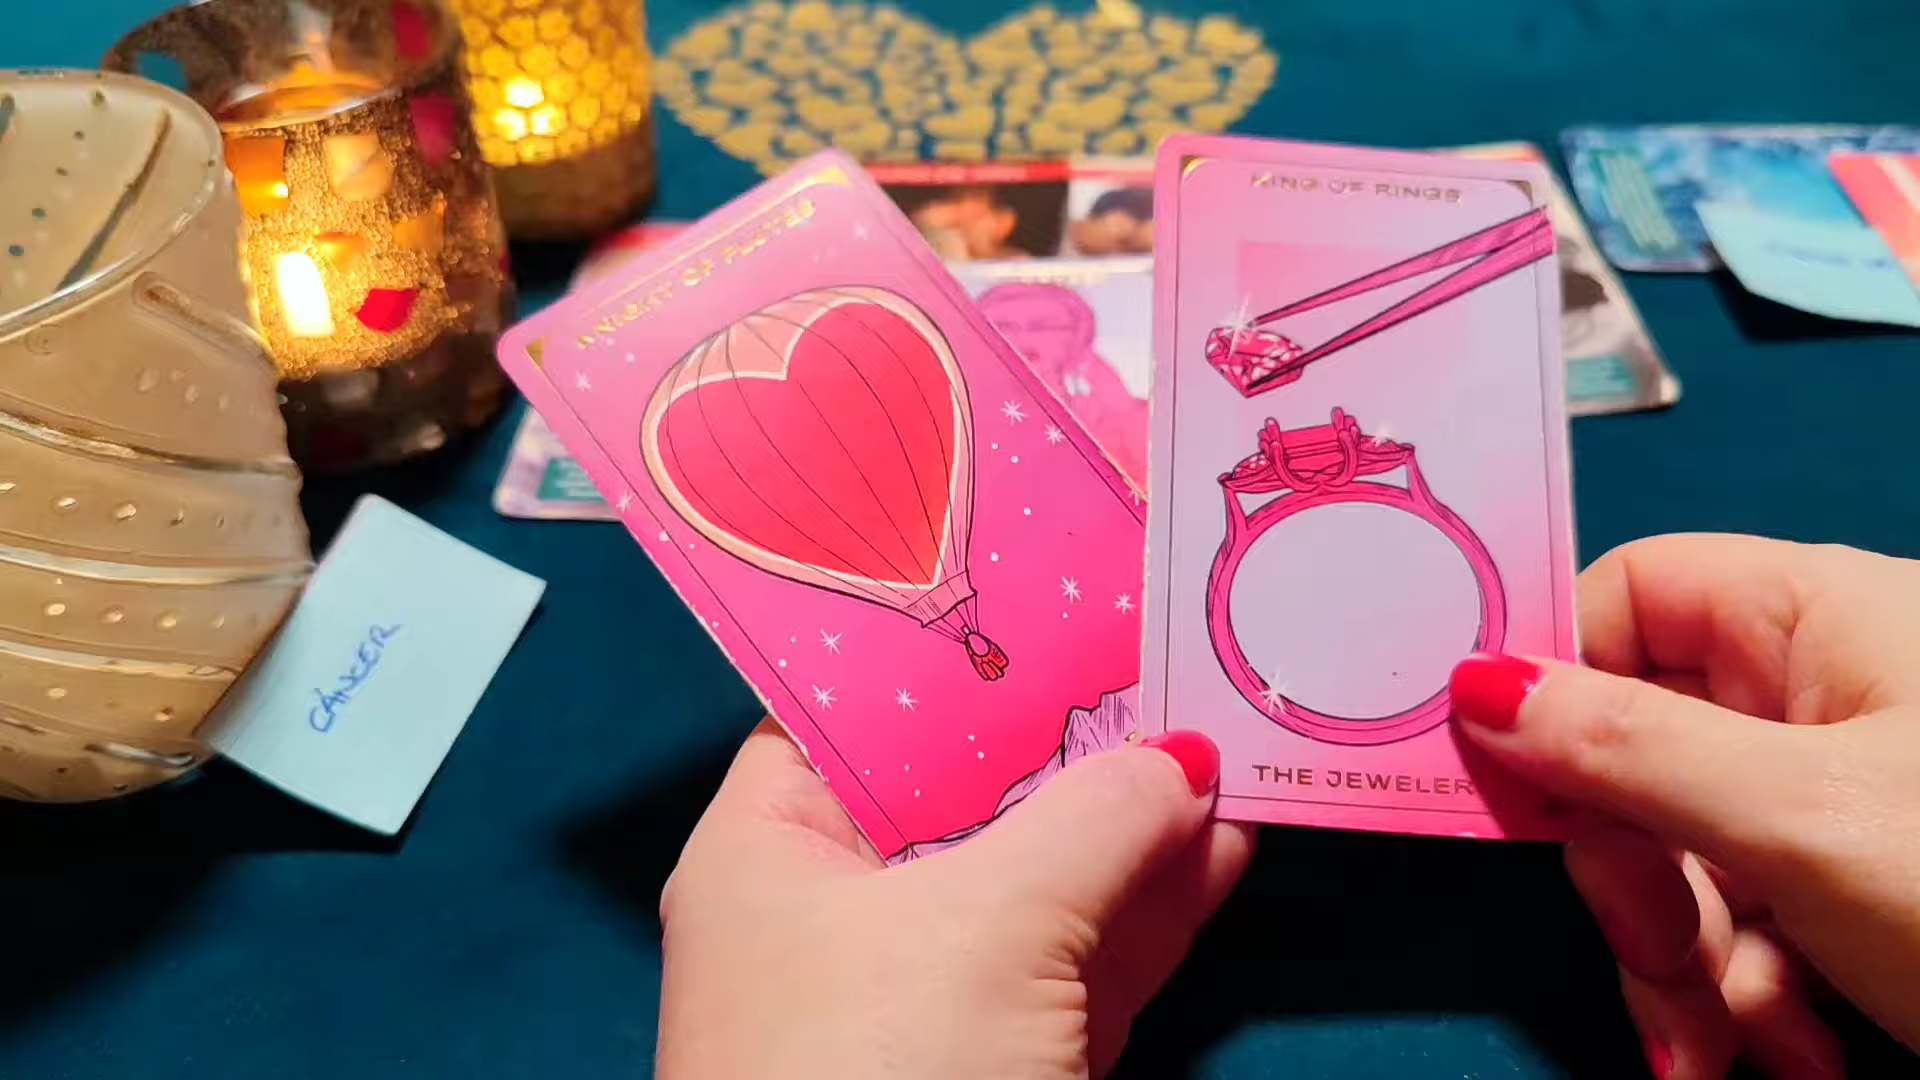 KNIGHT OF FLUTES
KING OF RINGS
THE JEWELER
CANCER